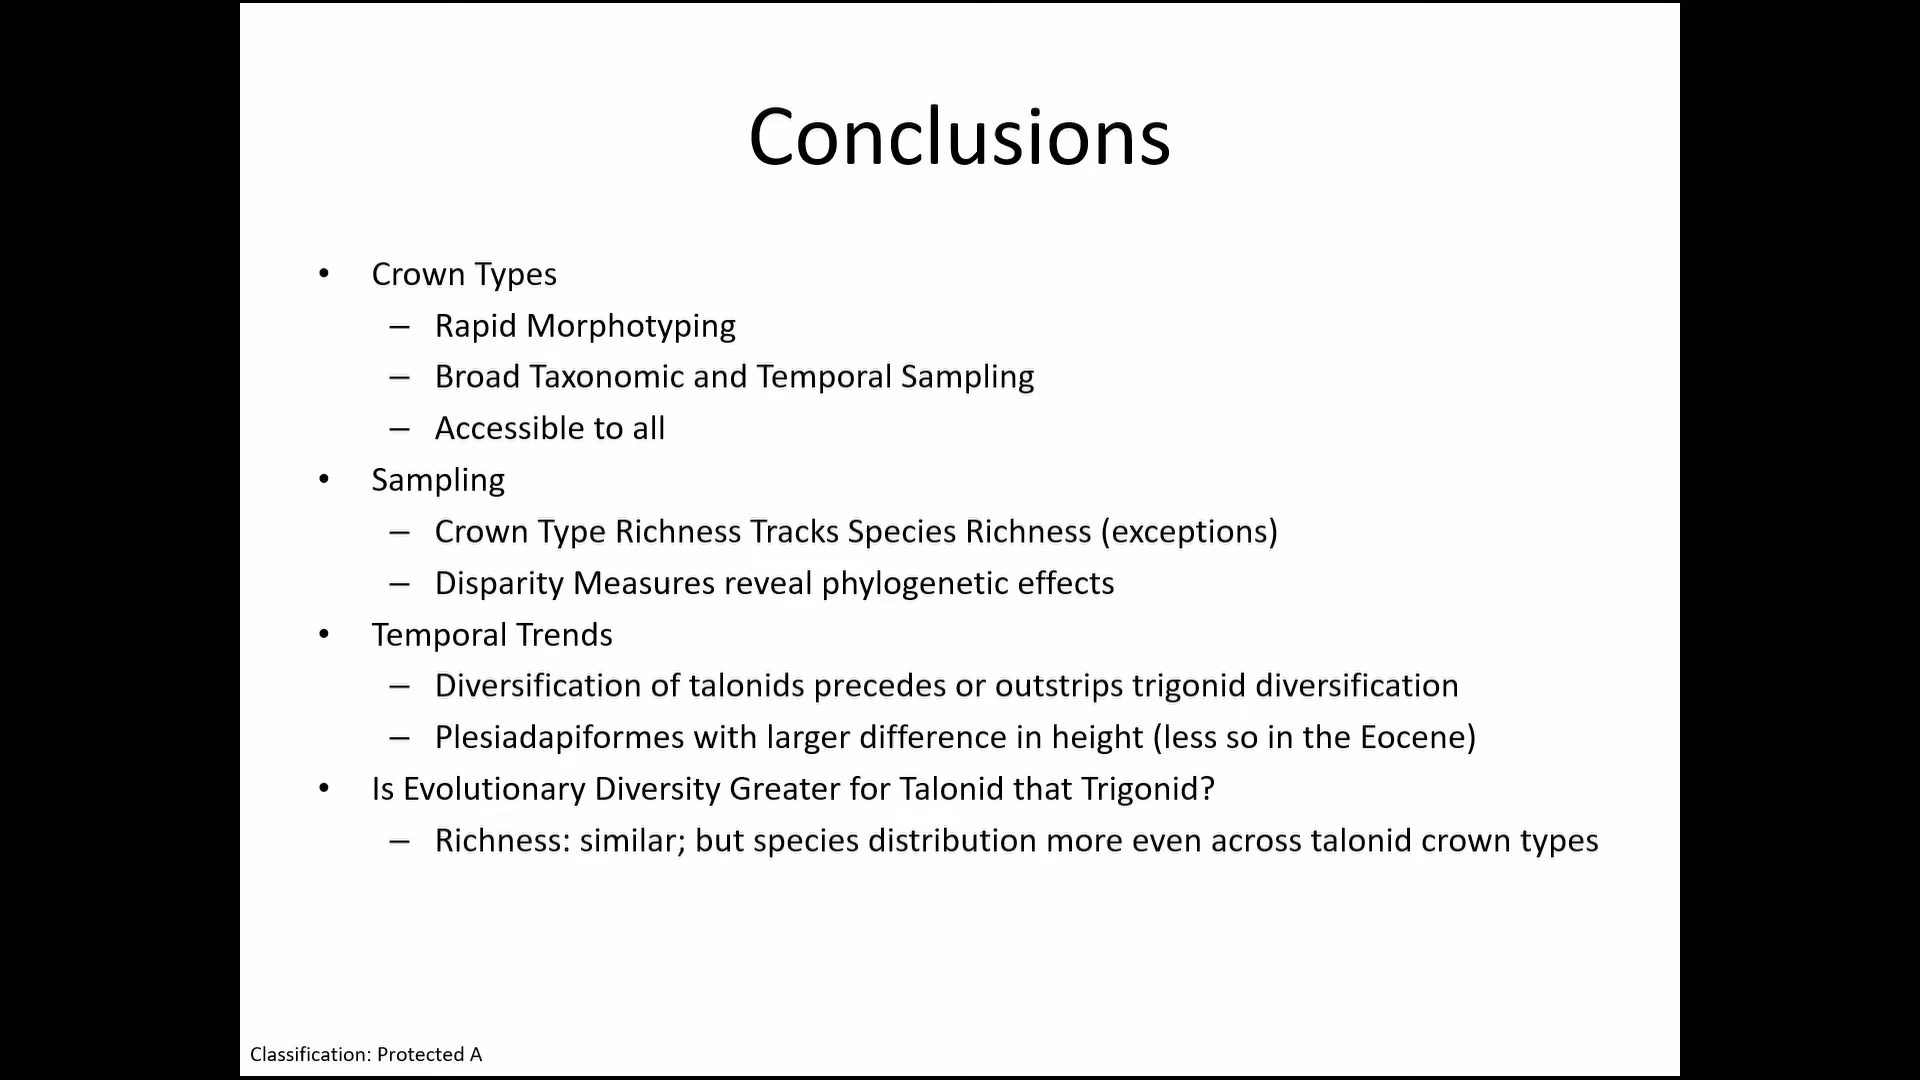 Conclusions
• Crown Types
– Rapid Morphotyping
– Broad Taxonomic and Temporal Sampling
– Accessible to all
• Sampling
– Crown Type Richness Tracks Species Richness (exceptions)
– Disparity Measures reveal phylogenetic effects
• Temporal Trends
– Diversification of talonids precedes or outstrips trigonid diversification
– Plesiadapiformes with larger difference in height (less so in the Eocene)
• Is Evolutionary Diversity Greater for Talonid that Trigonid?
– Richness: similar; but species distribution more even across talonid crown types
Classification: Protected A